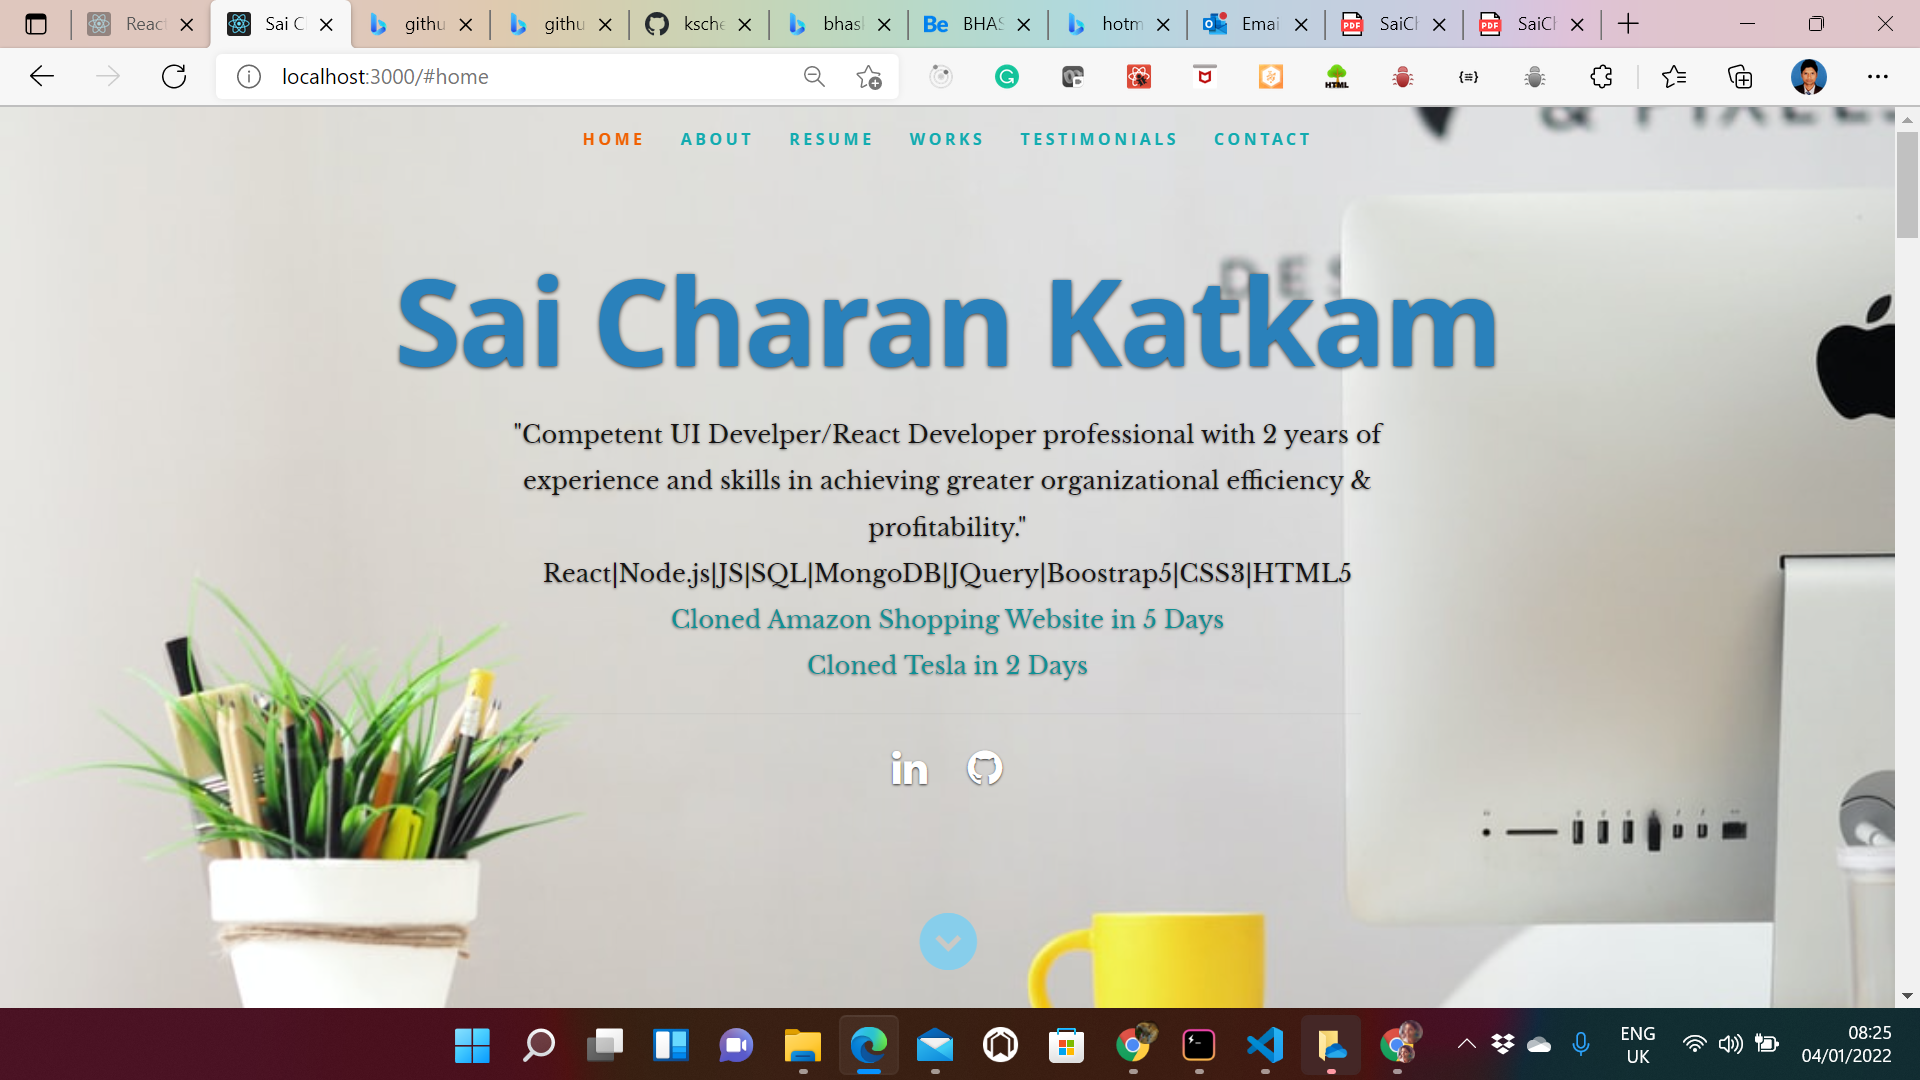 React
Sai C
githu
githu
ksche
bhask
BHAS
hotm
Emai
SaiCh
SaiCh
localhost:3000/#home
HTML
HOME ABOUT RESUME WORKS TESTIMONIALS CONTACT
DES
Sai Charan Katkam
"Competent UI Develper/React Developer professional with 2 years of
experience and skills in achieving greater organizational efficiency &
profitability."
React|Node.js|JS|SQL|MongoDB|JQuery|Boostrap5|CSS3|HTML5
Cloned Amazon Shopping Website in 5 Days
Cloned Tesla in 2 Days
ENG
UK
08:25
04/01/2022